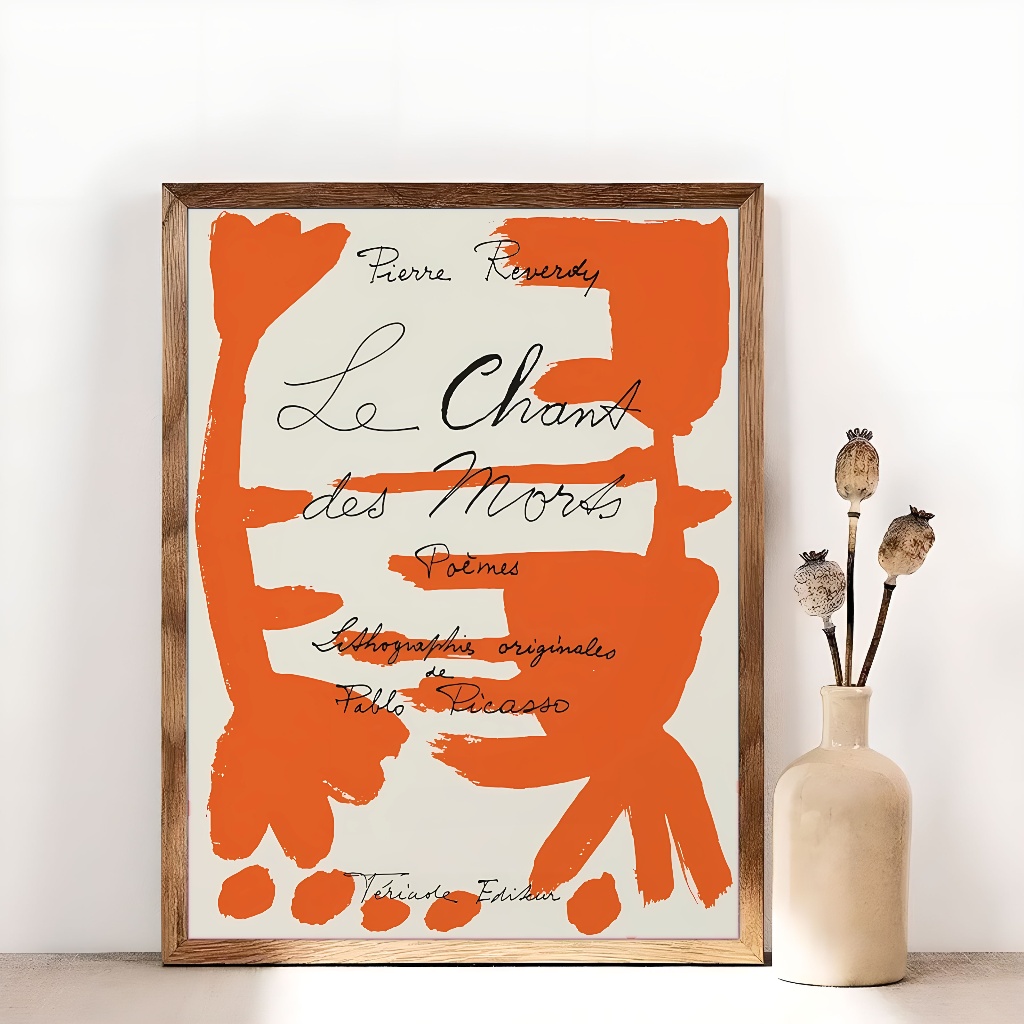 Pierre Reverdy
Le Chant
des Morts
Poèmes
Lithographies originales
de
Pablo Picasso
Tériade Editeur